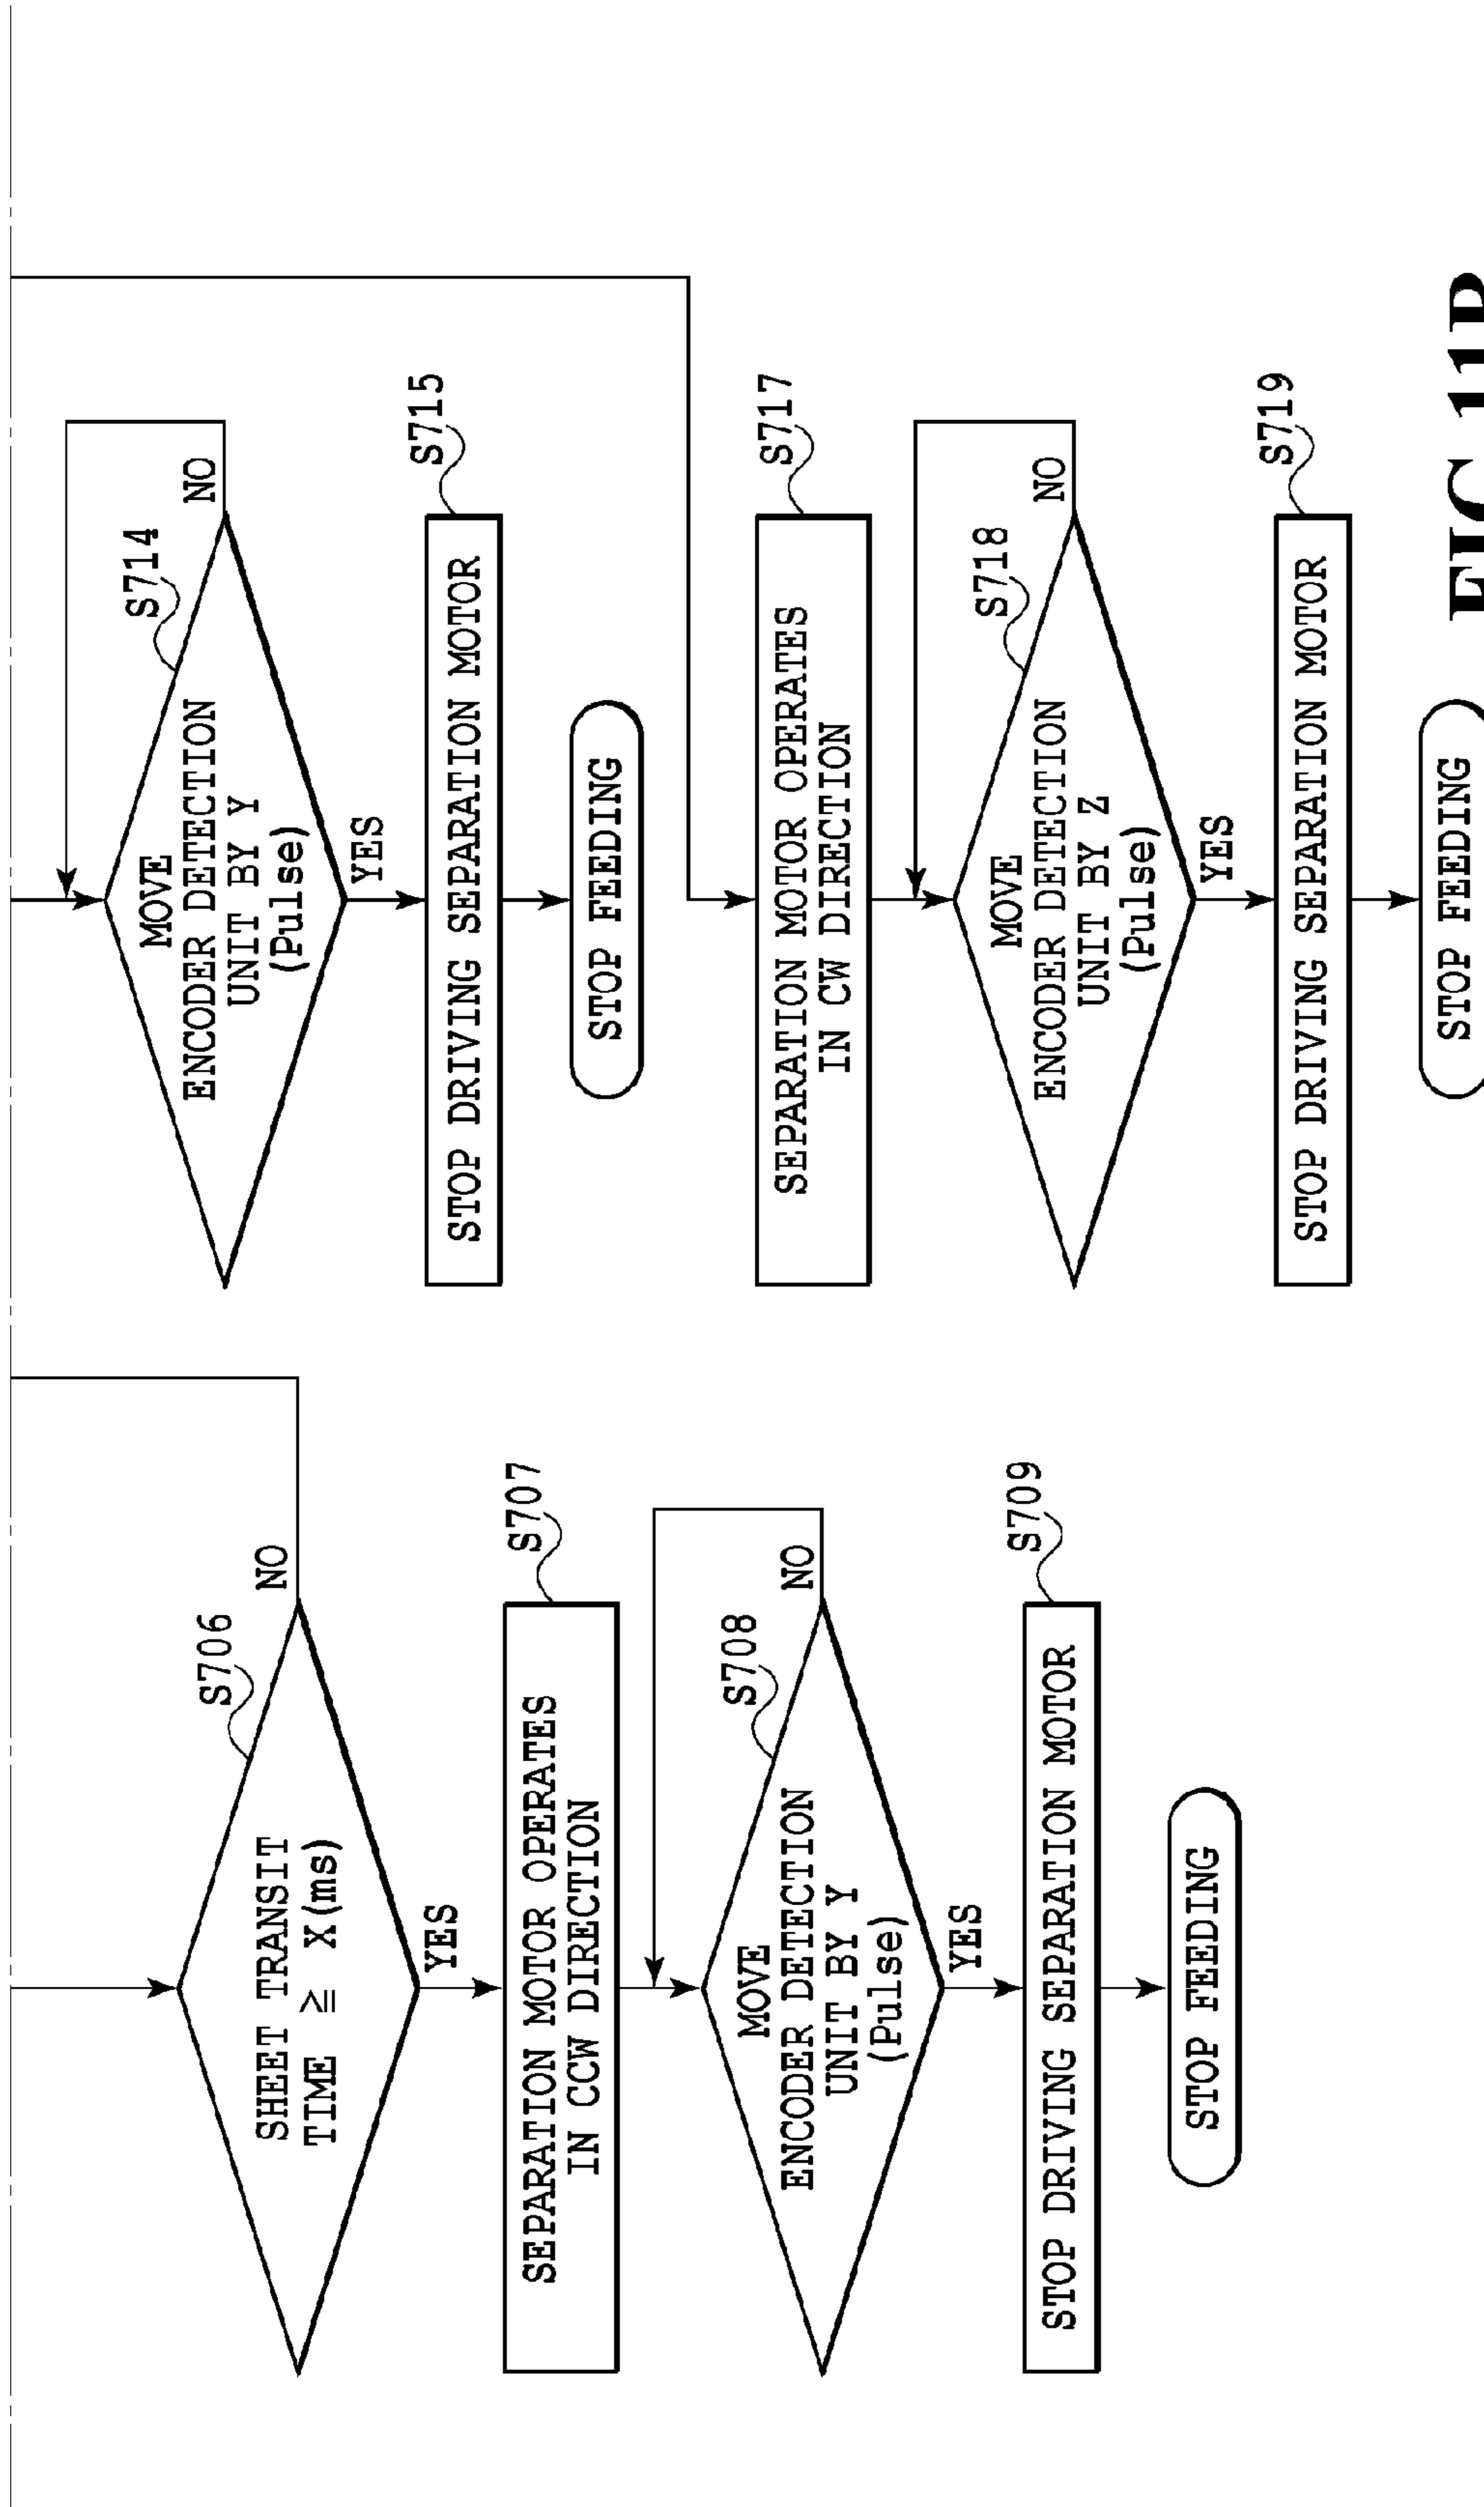 S706
SHEET TRANSIT
TIME ≥ X(ms)
NO
YES
S707
SEPARATION MOTOR OPERATES
IN CCW DIRECTION
S708
MOVE
ENCODER DETECTION
UNIT BY Y
(Pulse)
NO
YES
S709
STOP DRIVING SEPARATION MOTOR
STOP FEEDING
S714
MOVE
ENCODER DETECTION
UNIT BY Y
(Pulse)
NO
YES
S715
STOP DRIVING SEPARATION MOTOR
STOP FEEDING
S717
SEPARATION MOTOR OPERATES
IN CW DIRECTION
S718
MOVE
ENCODER DETECTION
UNIT BY Z
(Pulse)
NO
YES
S719
STOP DRIVING SEPARATION MOTOR
STOP FEEDING